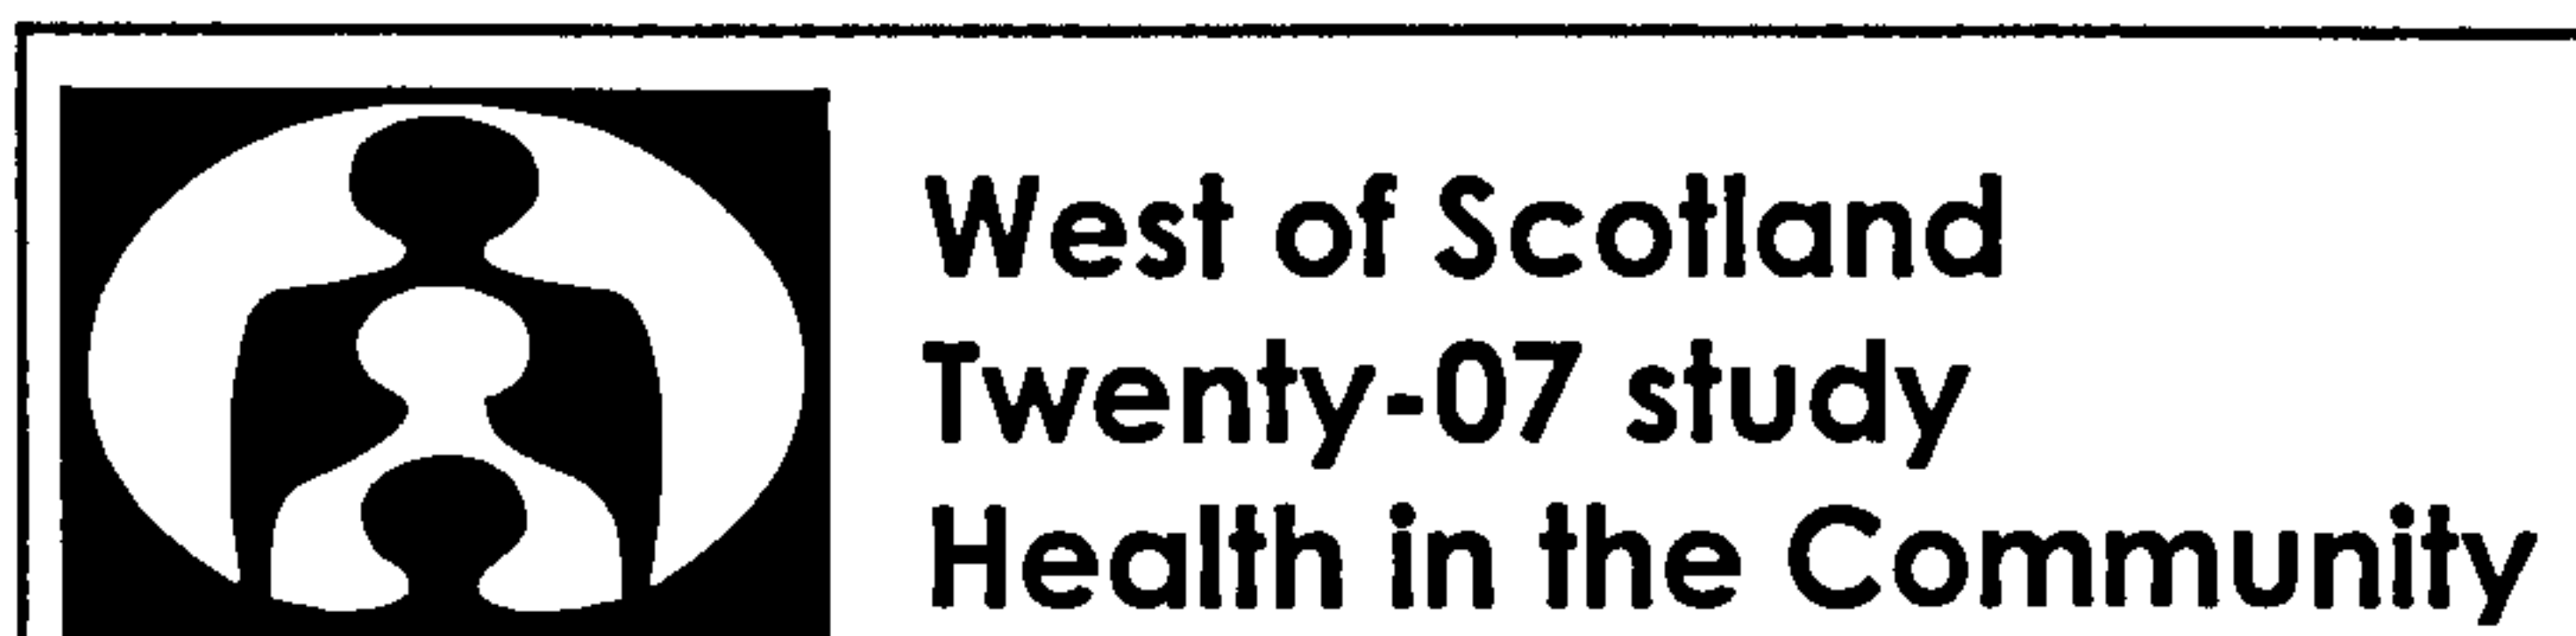 West of Scotland
Twenty-07 study
Health in the Community